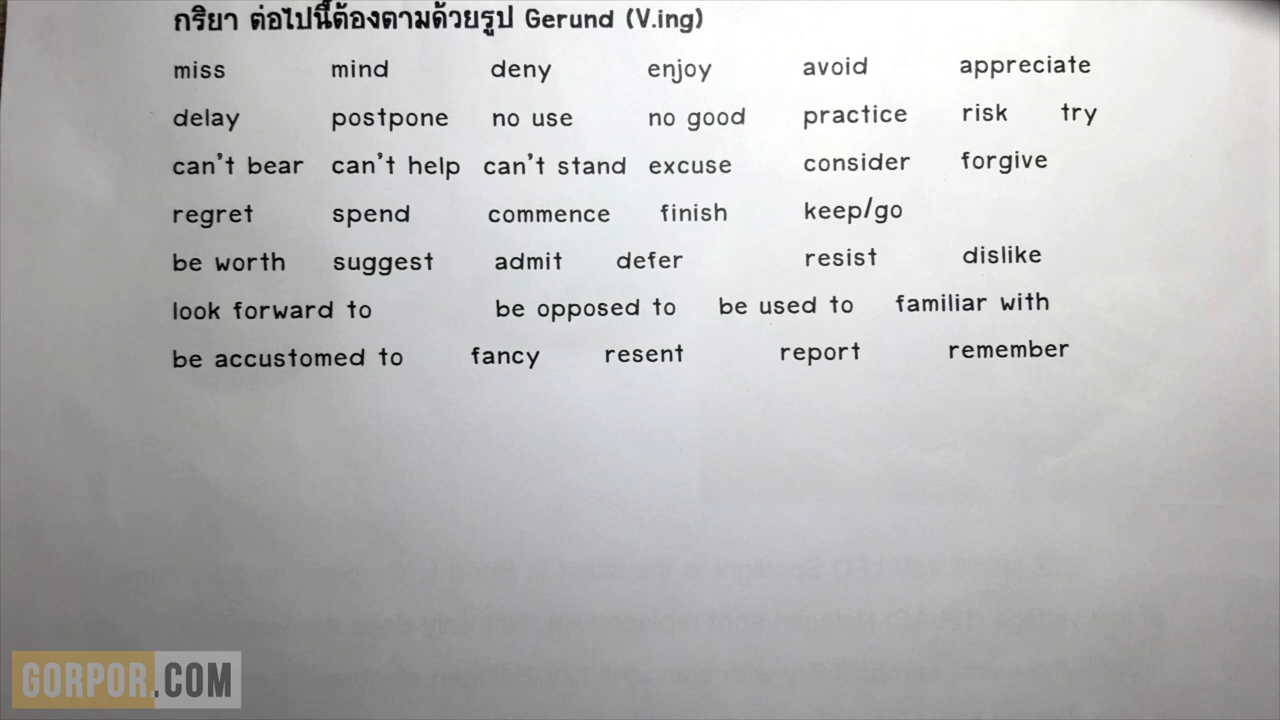 กริยา ต่อไปนี้ต้องตามด้วยรูป Gerund (V.ing)
miss mind deny enjoy avoid appreciate
delay postpone no use no good practice risk try
can't bear can't help can't stand excuse consider forgive
regret spend commence finish keep/go
be worth suggest admit defer resist dislike
look forward to be opposed to be used to familiar with
be accustomed to fancy resent report remember
GORPOR.COM